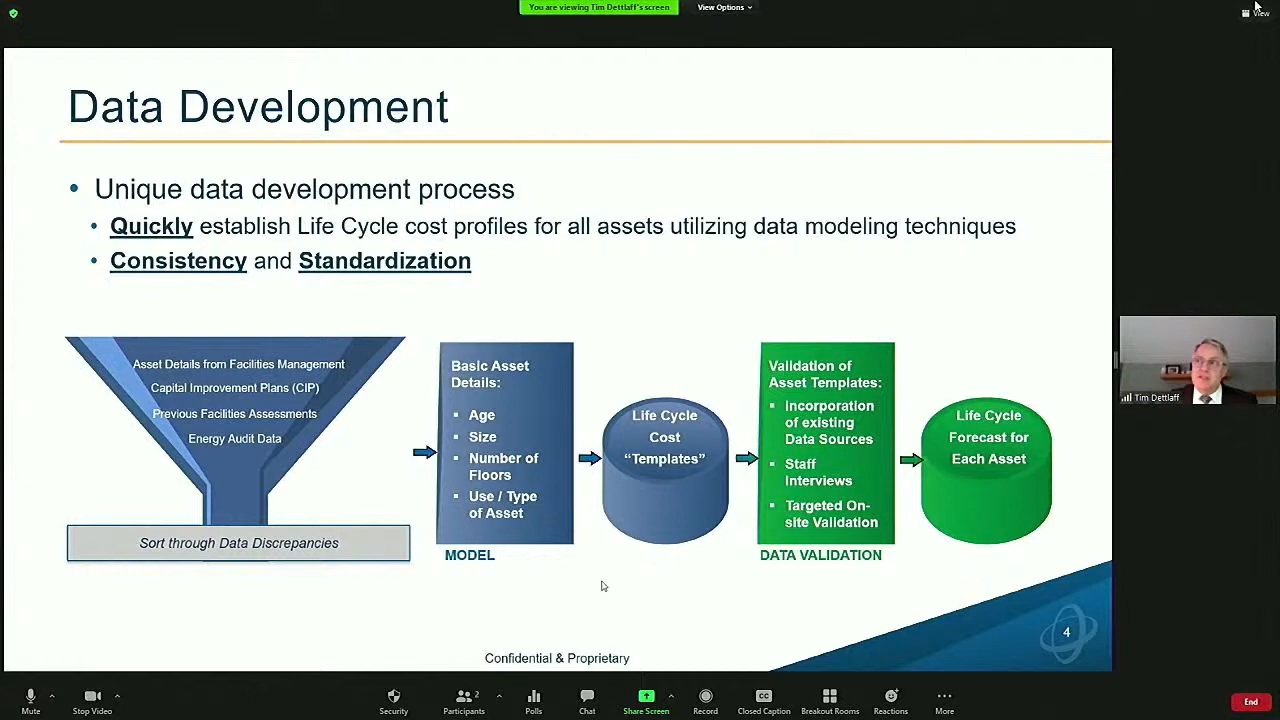 You are viewing Tim Dettlaff's screen
View Options
View
Data Development
• Unique data development process
• Quickly establish Life Cycle cost profiles for all assets utilizing data modeling techniques
• Consistency and Standardization
Asset Details from Facilities Management
Capital Improvement Plans (CIP)
Previous Facilities Assessments
Energy Audit Data
Sort through Data Discrepancies
Basic Asset
Details:
▪ Age
▪ Size
▪ Number of
Floors
▪ Use / Type
of Asset
MODEL
Life Cycle
Cost
“Templates”
Validation of
Asset Templates:
▪ Incorporation
of existing
Data Sources
▪ Staff
Interviews
▪ Targeted On-
site Validation
DATA VALIDATION
Life Cycle
Forecast for
Each Asset
Tim Dettlaff
4
Confidential & Proprietary
Mute
Stop Video
Security
Participants
2
Polls
Chat
Share Screen
Record
CC
Closed Caption
Breakout Rooms
Reactions
More
End